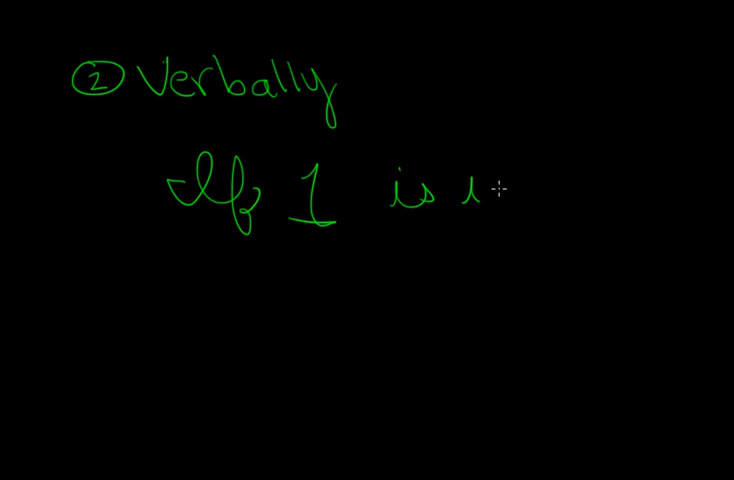 ② Verbally
If 1 is